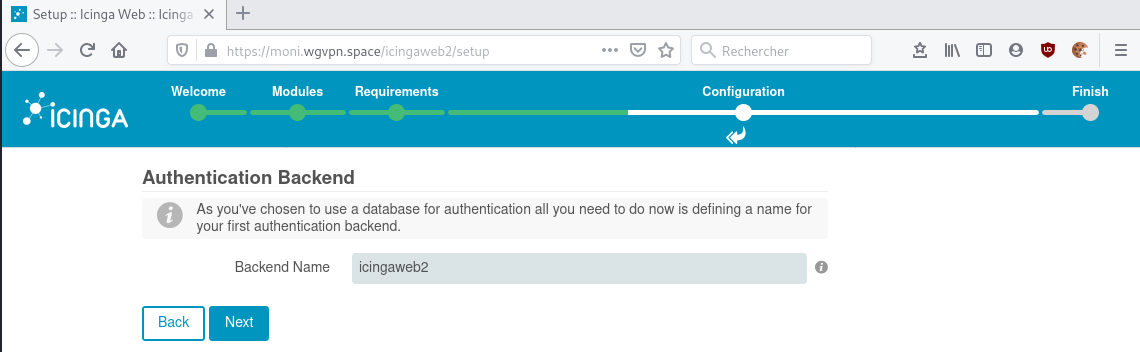 Setup :: Icinga Web :: Icinga
https://moni.wgvpn.space/icingaweb2/setup
Rechercher
ICINGA
Welcome
Modules
Requirements
Configuration
Finish
Authentication Backend
As you've chosen to use a database for authentication all you need to do now is defining a name for
your first authentication backend.
Backend Name
icingaweb2
Back
Next